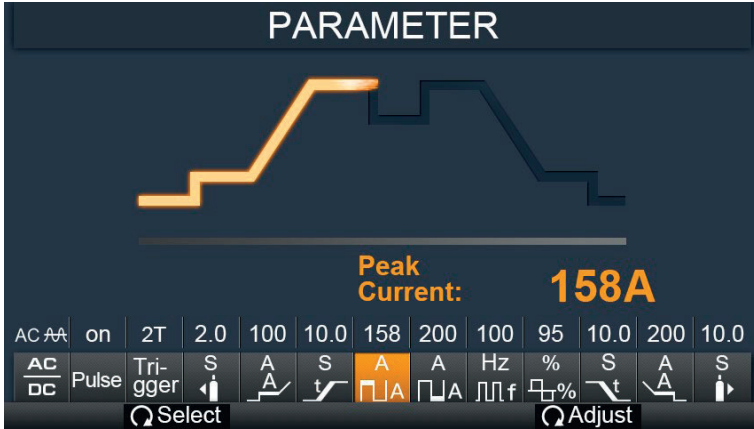 PARAMETER
Peak
Current:
158A
AC on 2T 2.0 100 10.0 158 200 100 95 10.0 200 10.0
AC
DC
Pulse
Tri-
gger
S
A
A
S
t
A
A
A
A
Hz
f
%
%
S
t
A
A
S
Select
Adjust